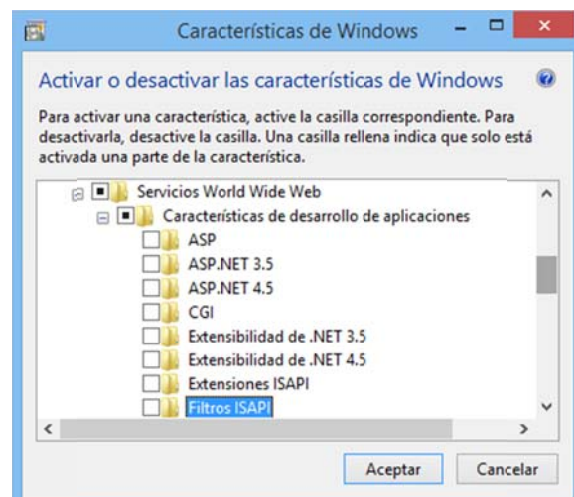 Características de Windows
Activar o desactivar las características de Windows
Para activar una característica, active la casilla correspondiente. Para
desactivarla, desactive la casilla. Una casilla rellena indica que solo está
activada una parte de la característica.
Servicios World Wide Web
Características de desarrollo de aplicaciones
ASP
ASP.NET 3.5
ASP.NET 4.5
CGI
Extensibilidad de .NET 3.5
Extensibilidad de .NET 4.5
Extensiones ISAPI
Filtros ISAPI
Aceptar
Cancelar